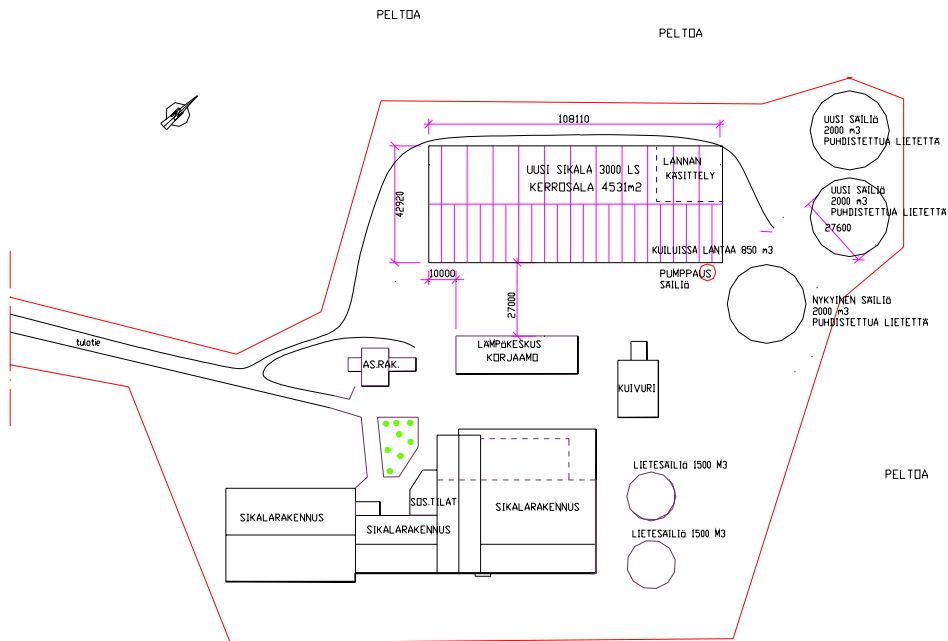 PELTOA
PELTOA
108110
UUSI SÄILIÖ
2000 m3
PUHDISTETTUA LIETETTÄ
LANNAN
KÄSITTELY
UUSI SIKALA 3000 LS
KERROSALA 4531m2
42920
UUSI SÄILIÖ
2000 m3
PUHDISTETTUA LIETETTÄ
27600
KUILUISSA LANTAA 850 m3
10000
PUMPPAUS
SÄILIÖ
27000
NYKYINEN SÄILIÖ
2000 m3
PUHDISTETTUA LIETETTÄ
tulotie
LÄMPÖKESKUS
KORJAAMO
AS.RAK.
KUIVURI
LIETESÄILIÖ 1500 M3
PELTOA
SOS.TILAT
SIKALARAKENNUS
SIKALARAKENNUS
SIKALARAKENNUS
LIETESÄILIÖ 1500 M3